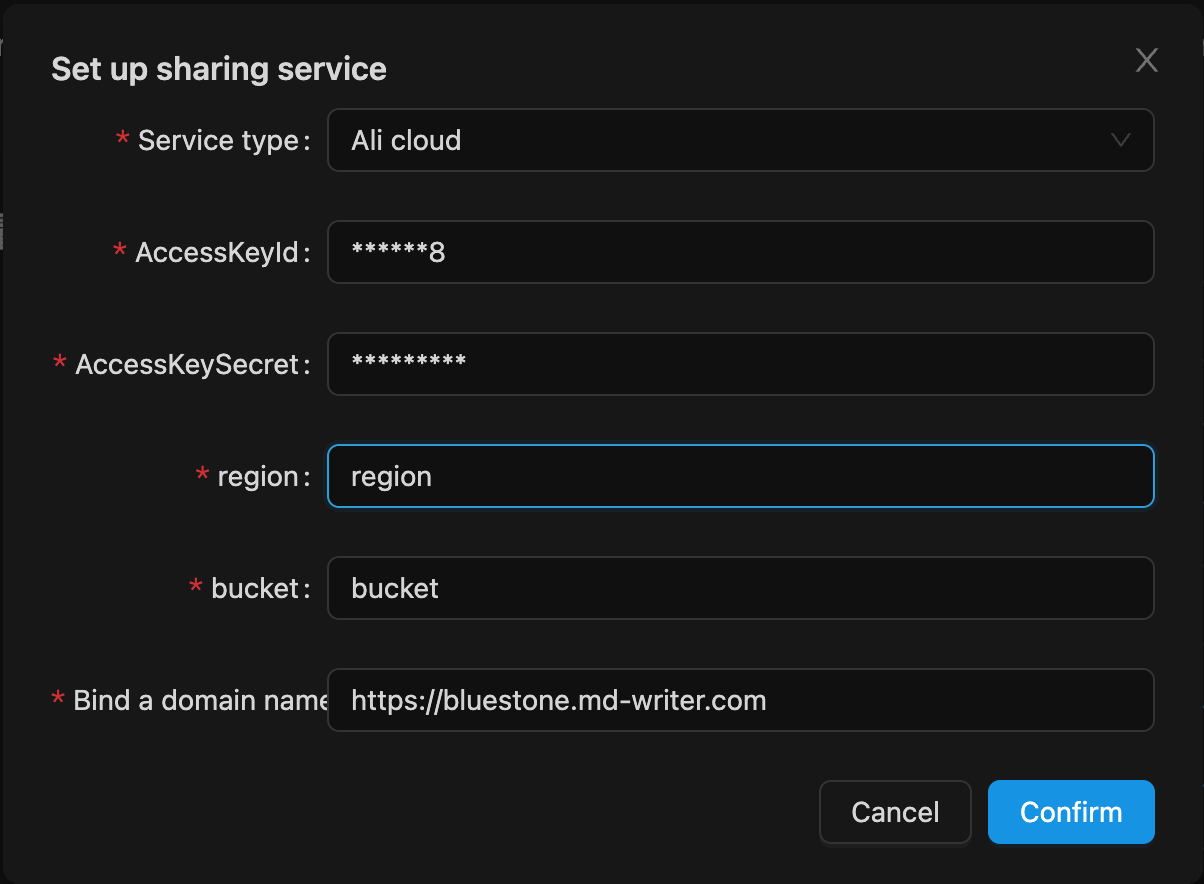 Set up sharing service
* Service type: Ali cloud
* AccessKeyId: ******8
* AccessKeySecret: *********
* region: region
* bucket: bucket
* Bind a domain name https://bluestone.md-writer.com
Cancel Confirm